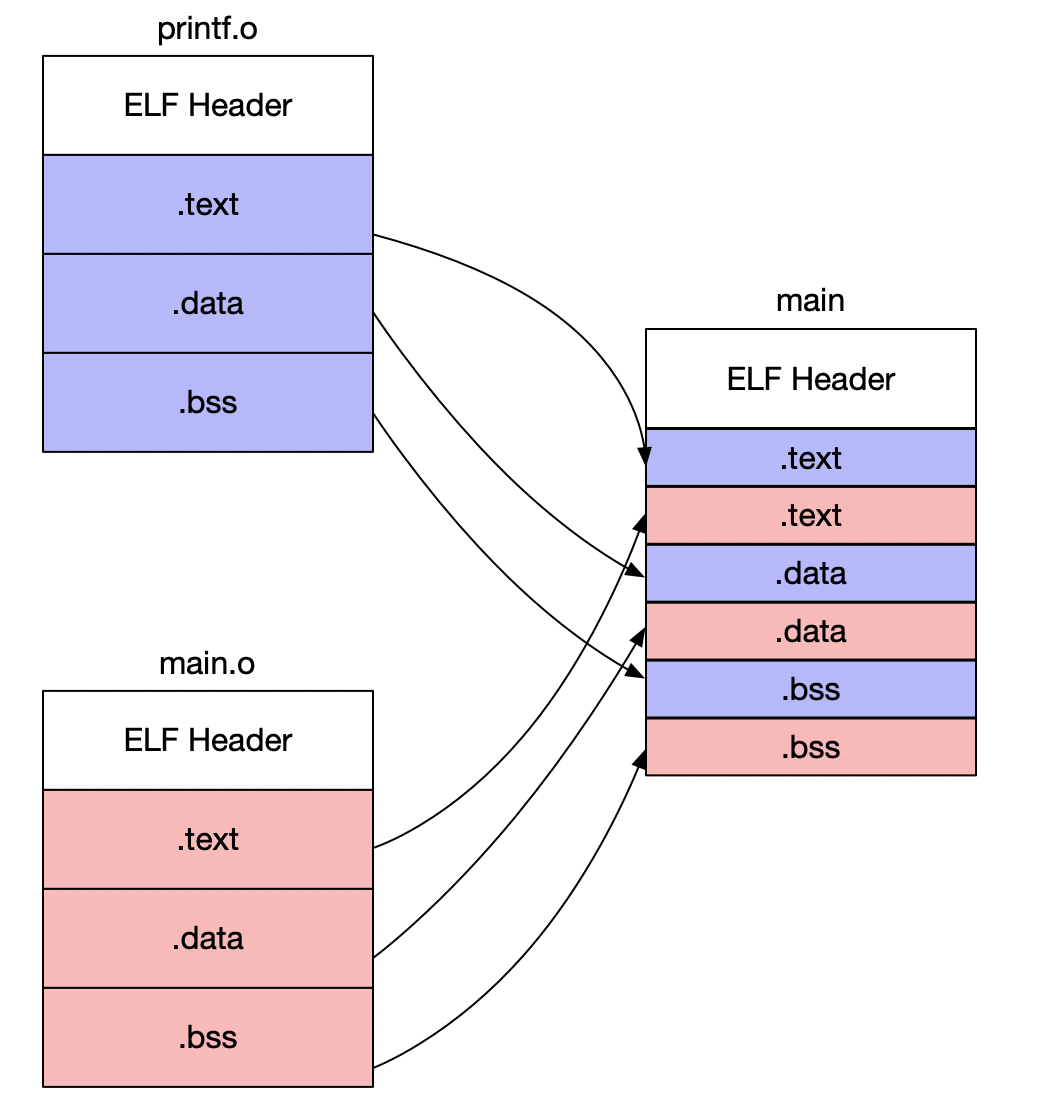 printf.o
ELF Header
.text
.data
.bss
main
ELF Header
.text
.text
.data
.data
.bss
.bss
main.o
ELF Header
.text
.data
.bss